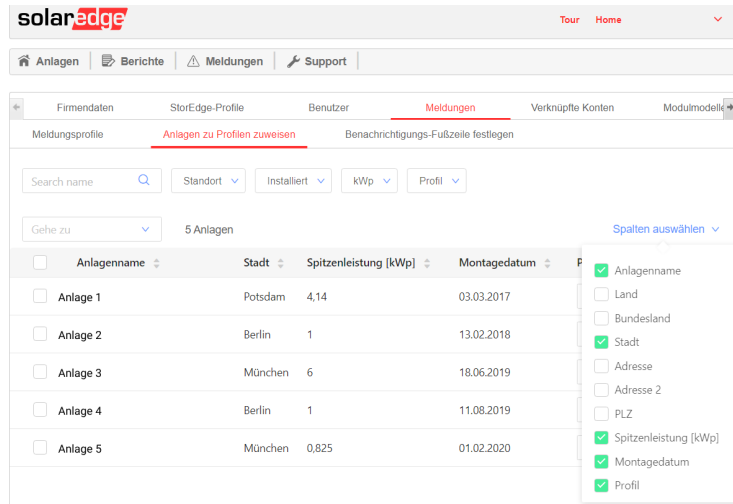 solaredge
Tour Home
Anlagen Berichte Meldungen Support
Firmendaten StorEdge-Profile Benutzer Meldungen Verknüpfte Konten Modulmodelle
Meldungsprofile Anlagen zu Profilen zuweisen Benachrichtigungs-Fußzeile festlegen
Search name Standort Installiert kWp Profil
Gehe zu 5 Anlagen Spalten auswählen
Anlagenname Stadt Spitzenleistung [kWp] Montagedatum P
Anlage 1 Potsdam 4,14 03.03.2017
Anlage 2 Berlin 1 13.02.2018
Anlage 3 München 6 18.06.2019
Anlage 4 Berlin 1 11.08.2019
Anlage 5 München 0,825 01.02.2020
Anlagenname
Land
Bundesland
Stadt
Adresse
Adresse 2
PLZ
Spitzenleistung [kWp]
Montagedatum
Profil